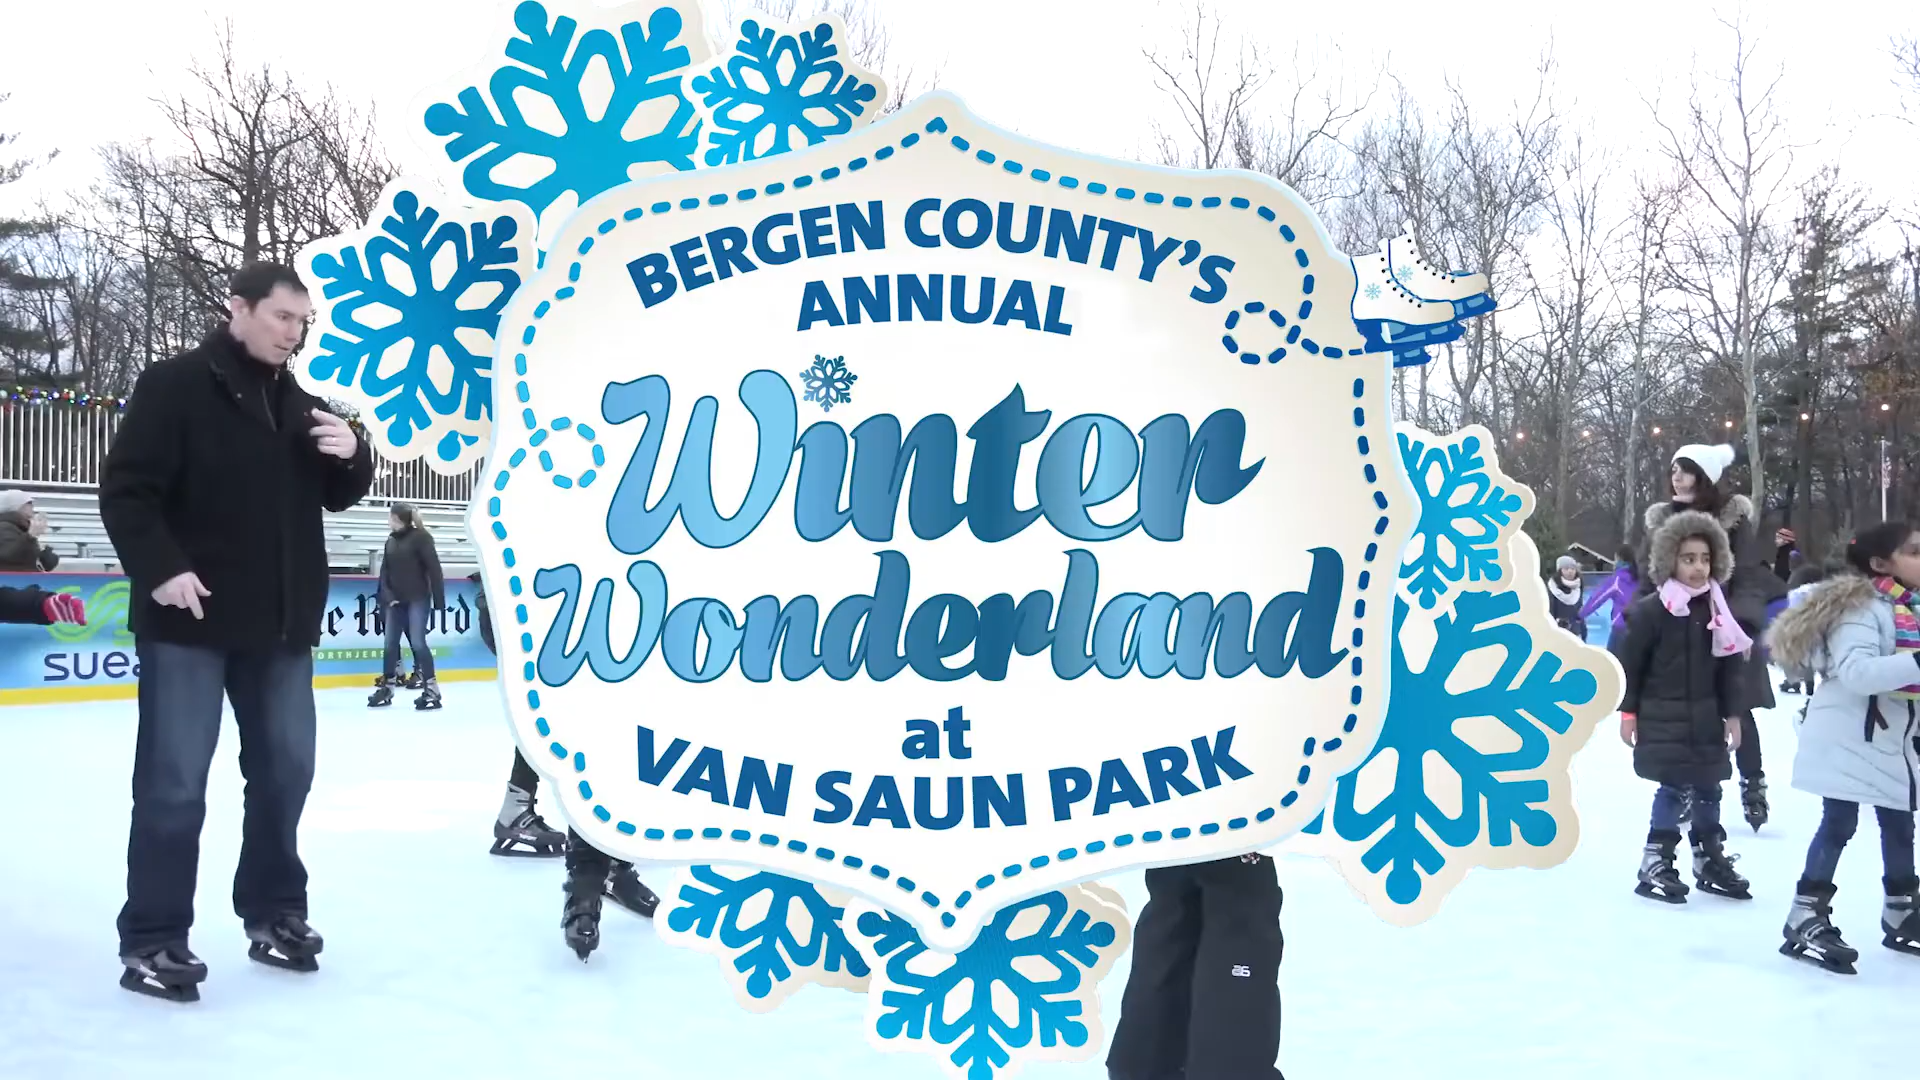 BERGEN COUNTY'S
ANNUAL
Winter
Wonderland
at
VAN SAUN PARK